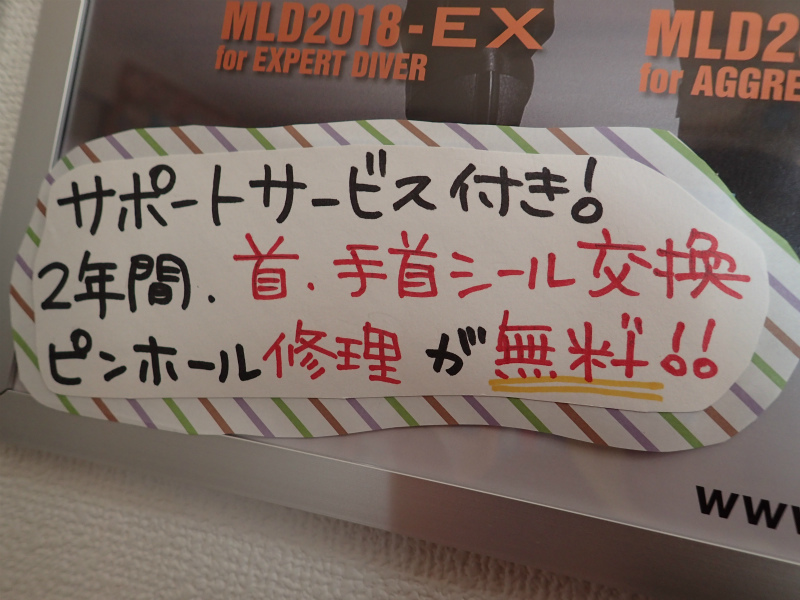 MLD2018-EX
for EXPERT DIVER
MLD2
for AGGRE
サポートサービス付き!
2年間.首.手首シール交換
ピンホール修理が無料!!
www